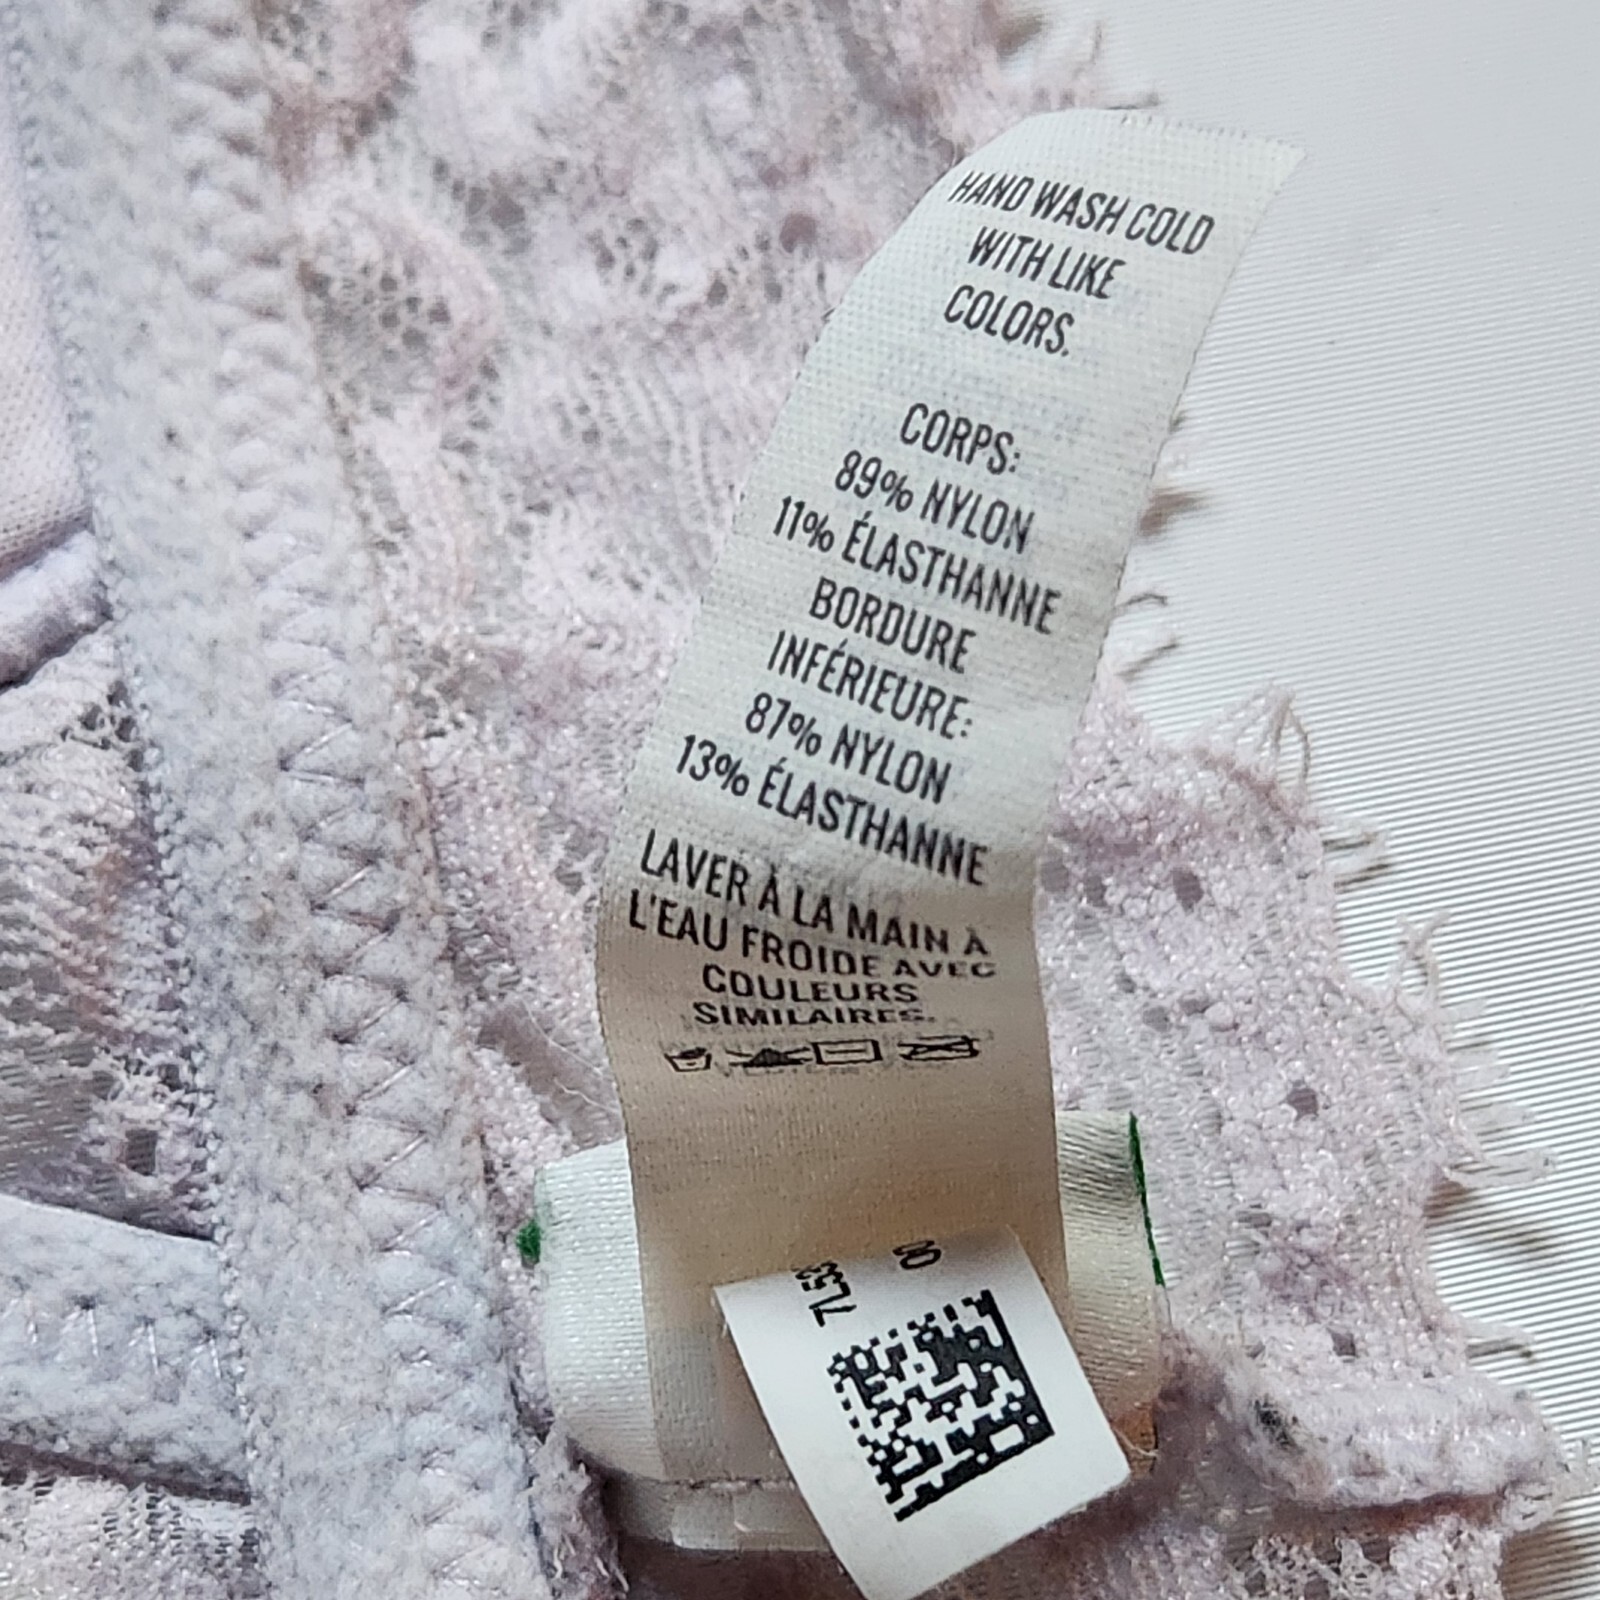 HAND WASH COLD
WITH LIKE
COLORS.
CORPS:
89% NYLON
11% ÉLASTHANNE
BORDURE
INFÉRIEURE:
87% NYLON
13% ÉLASTHANNE
LAVER À LA MAIN À
L'EAU FROIDE AVEC
COULEURS
SIMILAIRES.
00